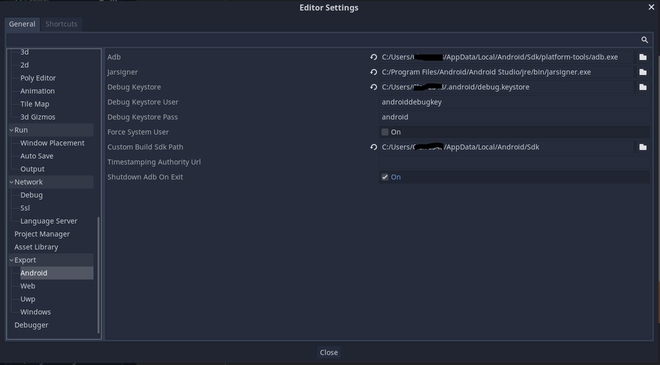 Editor Settings
General Shortcuts
3d
2d
Poly Editor
Animation
Tile Map
3d Gizmos
Run
Window Placement
Auto Save
Output
Network
Debug
Ssl
Language Server
Project Manager
Asset Library
Export
Android
Web
Uwp
Windows
Debugger
Adb C:/Users/ /AppData/Local/Android/Sdk/platform-tools/adb.exe
Jarsigner C:/Program Files/Android/Android Studio/jre/bin/jarsigner.exe
Debug Keystore C:/Users/ /.android/debug.keystore
Debug Keystore User androiddebugkey
Debug Keystore Pass android
Force System User On
Custom Build Sdk Path C:/Users/ /AppData/Local/Android/Sdk
Timestamping Authority Url
Shutdown Adb On Exit On
Close